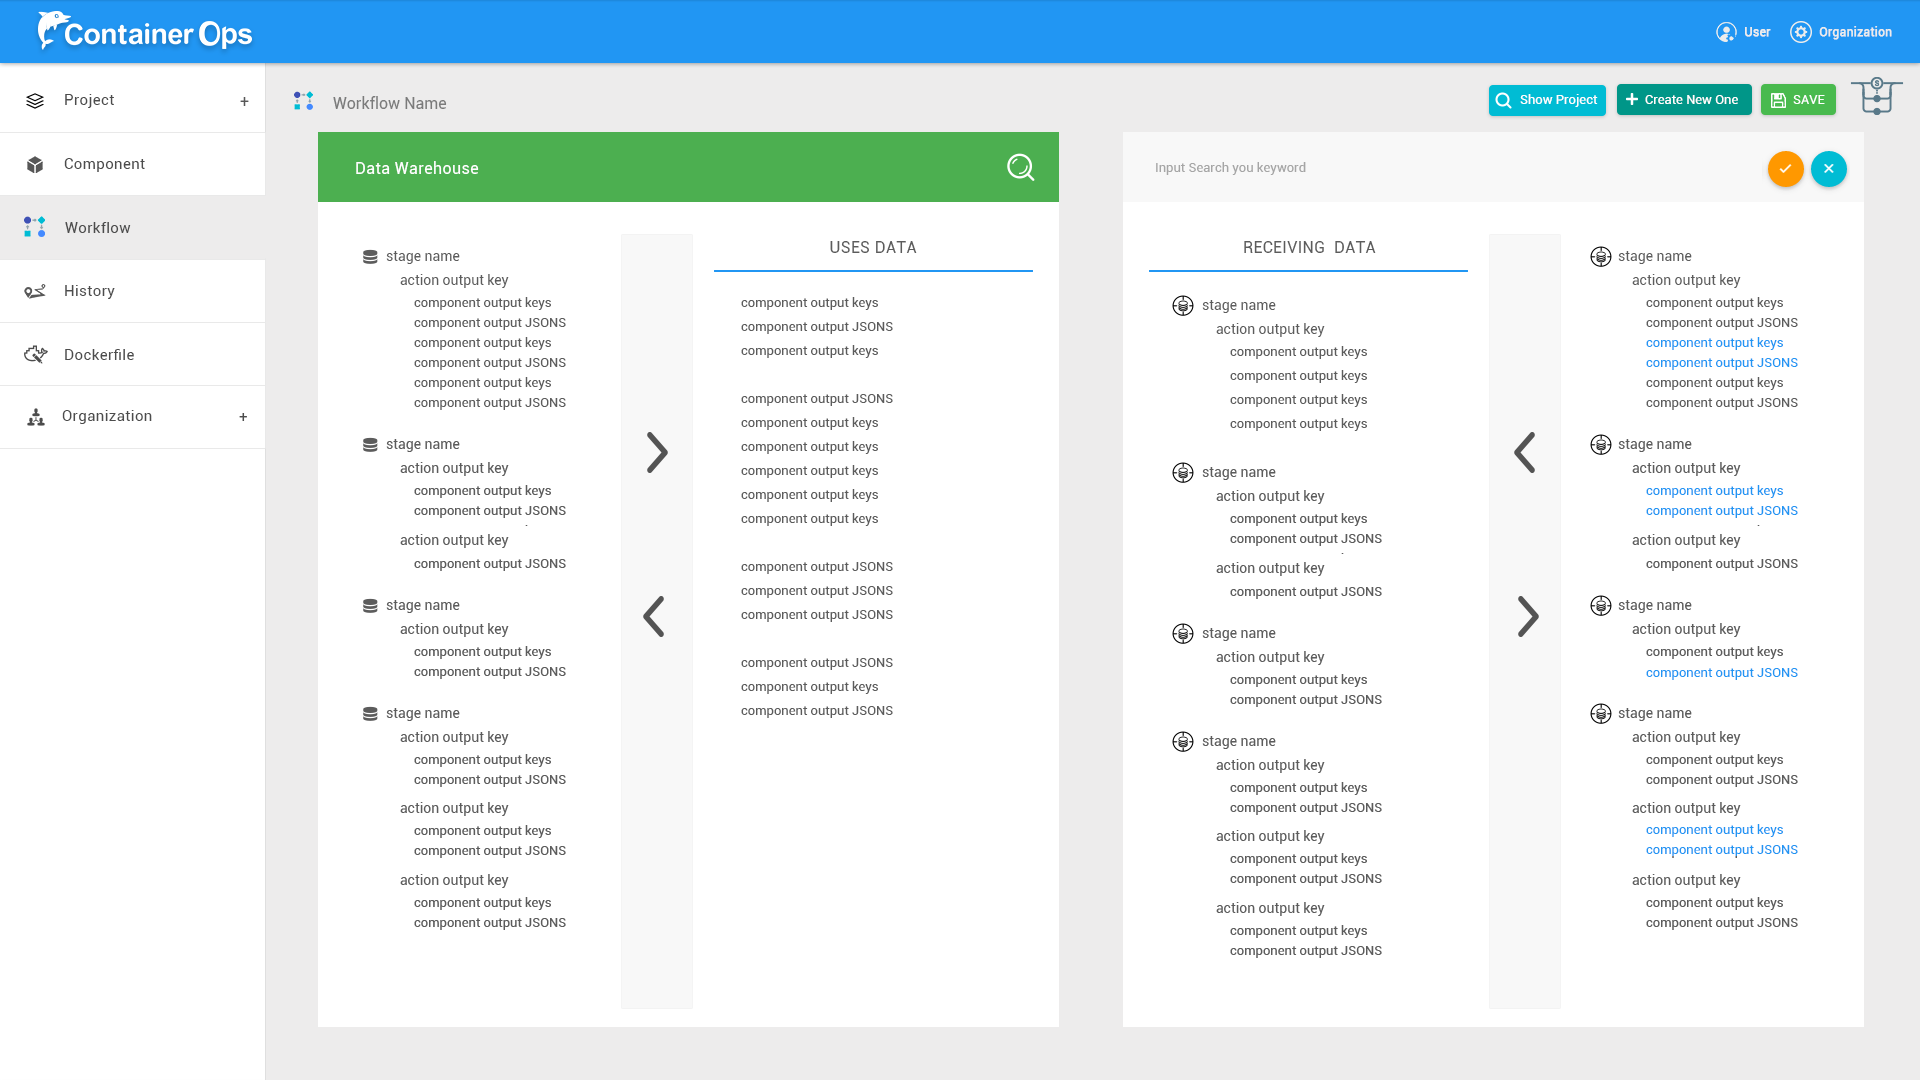 Container Ops
User
Organization
Project
+
Component
Workflow
History
Dockerfile
Organization
+
Workflow Name
Show Project
+ Create New One
SAVE
$
Data Warehouse
stage name
action output key
component output keys
component output JSONS
component output keys
component output JSONS
component output keys
component output JSONS
stage name
action output key
component output keys
component output JSONS
action output key
component output JSONS
stage name
action output key
component output keys
component output JSONS
stage name
action output key
component output keys
component output JSONS
action output key
component output keys
component output JSONS
action output key
component output keys
component output JSONS
USES DATA
component output keys
component output JSONS
component output keys
component output JSONS
component output keys
component output keys
component output keys
component output keys
component output keys
component output JSONS
component output JSONS
component output JSONS
component output JSONS
component output keys
component output JSONS
Input Search you keyword
RECEIVING DATA
stage name
action output key
component output keys
component output keys
component output keys
component output keys
stage name
action output key
component output keys
component output JSONS
action output key
component output JSONS
stage name
action output key
component output keys
component output JSONS
stage name
action output key
component output keys
component output JSONS
action output key
component output keys
component output JSONS
action output key
component output keys
component output JSONS
stage name
action output key
component output keys
component output JSONS
component output keys
component output JSONS
component output keys
component output JSONS
stage name
action output key
component output keys
component output JSONS
action output key
component output JSONS
stage name
action output key
component output keys
component output JSONS
stage name
action output key
component output keys
component output JSONS
action output key
component output keys
component output JSONS
action output key
component output keys
component output JSONS